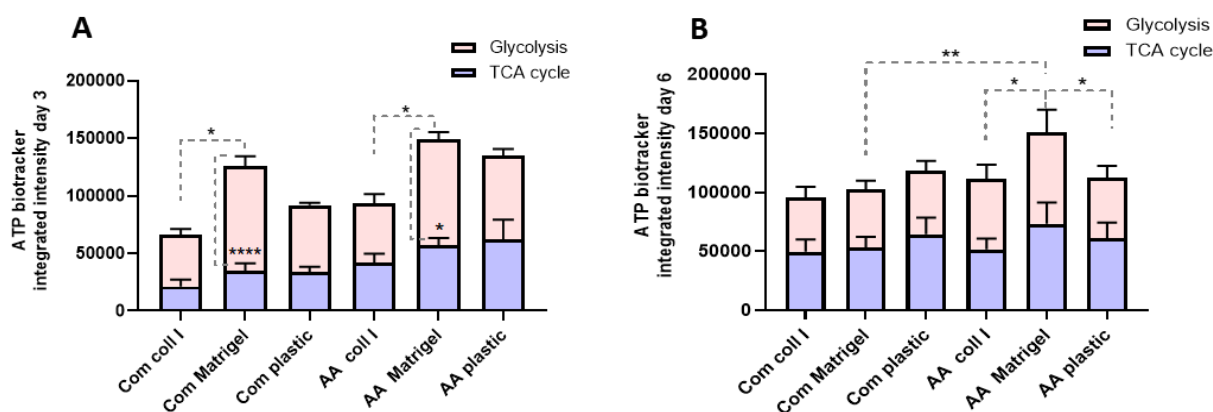 A
Glycolysis
TCA cycle
ATP biotracker
integrated intensity day 3
200000
150000
100000
50000
0
*
****
*
*
Com coll I
Com Matrigel
Com plastic
AA coll I
AA Matrigel
AA plastic
B
Glycolysis
TCA cycle
ATP biotracker
integrated intensity day 6
200000
150000
100000
50000
0
**
*
*
Com coll I
Com Matrigel
Com plastic
AA coll I
AA Matrigel
AA plastic